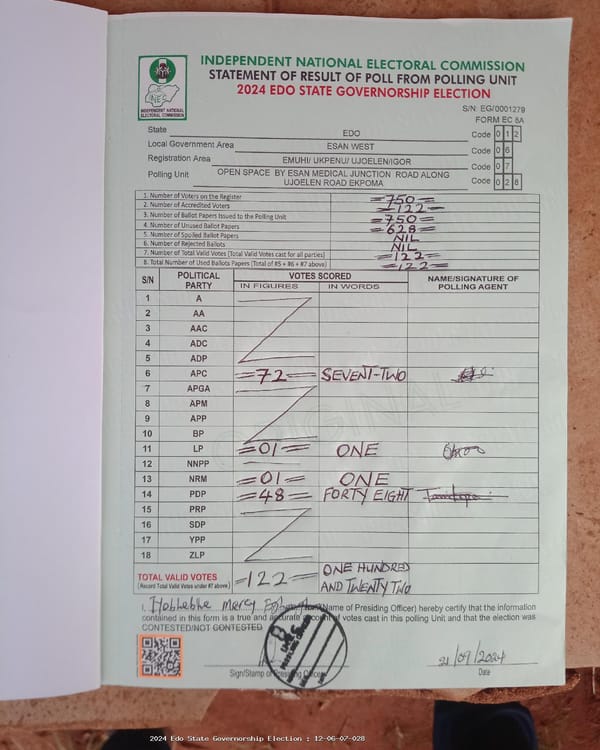 INDEPENDENT NATIONAL ELECTORAL COMMISSION
STATEMENT OF RESULT OF POLL FROM POLLING UNIT
2024 EDO STATE GOVERNORSHIP ELECTION
INEC
INDEPENDENT NATIONAL ELECTORAL COMMISSION
S/N: EG/0001279
FORM EC 8A
State EDO Code 0 1 2
Local Government Area ESAN WEST Code 0 6
Registration Area EMUHI/ UKPENU/ UJOELEN/IGOR Code 0 7
Polling Unit OPEN SPACE BY ESAN MEDICAL JUNCTION ROAD ALONG UJOELEN ROAD EKPOMA Code 0 2 8
1. Number of Voters on the Register =750=
2. Number of Accredited Voters =122=
3. Number of Ballot Papers Issued to the Polling Unit =750=
4. Number of Unused Ballot Papers =628=
5. Number of Spoiled Ballot Papers NIL
6. Number of Rejected Ballots NIL
7. Number of Total Valid Votes (Total Valid Votes cast for all parties) =122=
8. Total Number of Used Ballots Papers (Total of #5 + #6 + #7 above) =122=
S/N POLITICAL PARTY VOTES SCORED NAME/SIGNATURE OF POLLING AGENT
IN FIGURES IN WORDS
1 A
2 AA
3 AAC
4 ADC
5 ADP
6 APC =72= SEVENT-TWO
7 APGA
8 APM
9 APP
10 BP
11 LP =01= ONE
12 NNPP
13 NRM =01= ONE
14 PDP =48= FORTY EIGHT
15 PRP
16 SDP
17 YPP
18 ZLP
TOTAL VALID VOTES =122= ONE HUNDRED AND TWENTY TWO
(Record Total Valid Votes under #7 above)
I, Mercy (Name of Presiding Officer) hereby certify that the information
contained in this form is a true and accurate account of votes cast in this polling Unit and that the election was
CONTESTED/NOT CONTESTED
21/09/2024
Sign/Stamp of Presiding Officer Date
2024 Edo State Governorship Election : 12-06-07-028